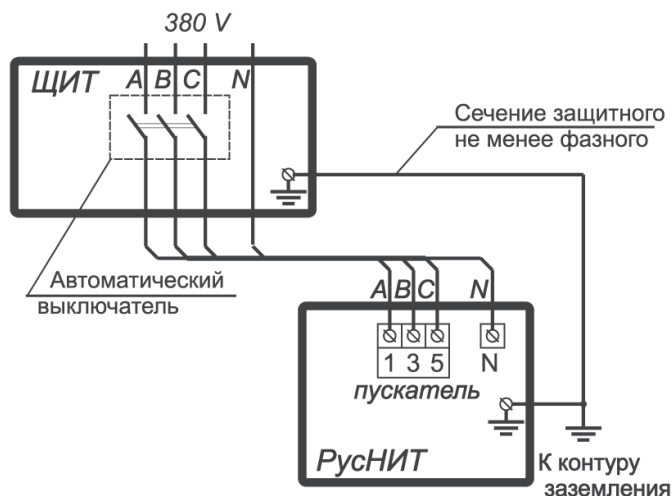 380 V
ЩИТ
A B C N
Сечение защитного
не менее фазного
Автоматический
выключатель
A B C N
1 3 5 N
пускатель
РусНИТ
К контуру
заземления